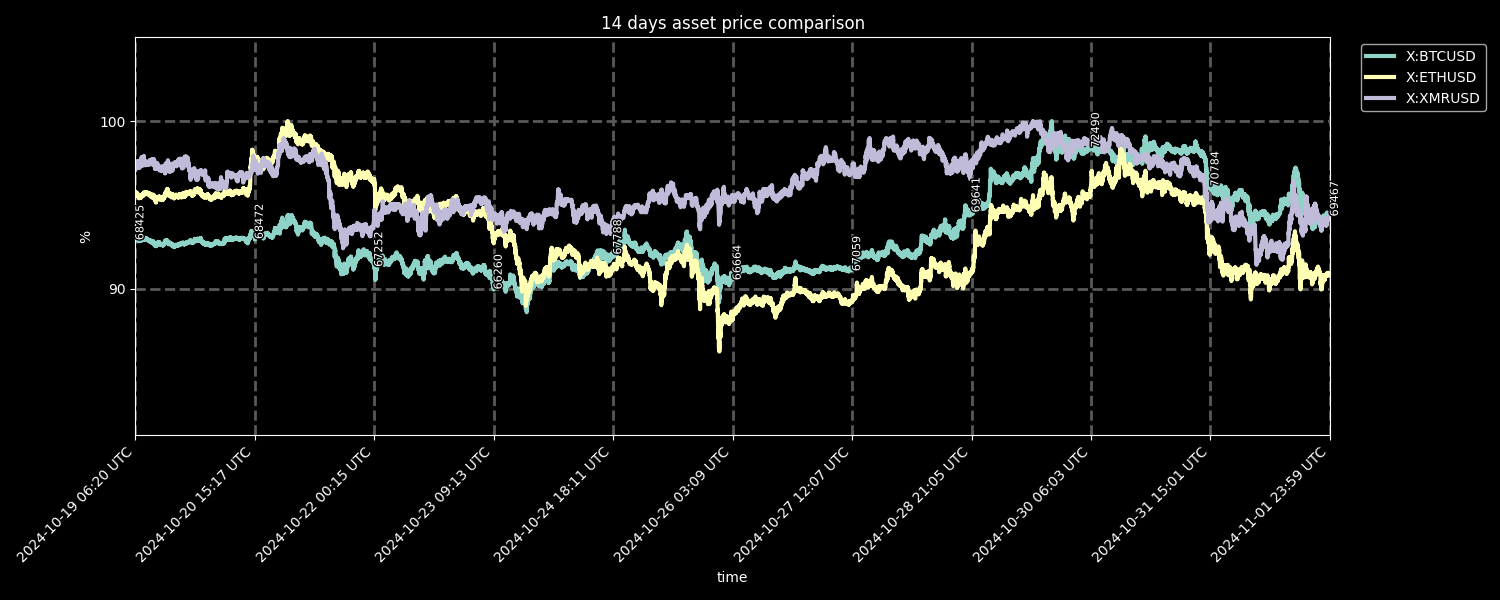 14 days asset price comparison
X:BTCUSD
X:ETHUSD
X:XMRUSD
100
90
%
68425
68472
67252
66260
67788
66664
67059
69641
72490
70784
69467
2024-10-19 06:20 UTC
2024-10-20 15:17 UTC
2024-10-22 00:15 UTC
2024-10-23 09:13 UTC
2024-10-24 18:11 UTC
2024-10-26 03:09 UTC
2024-10-27 12:07 UTC
2024-10-28 21:05 UTC
2024-10-30 06:03 UTC
2024-10-31 15:01 UTC
2024-11-01 23:59 UTC
time